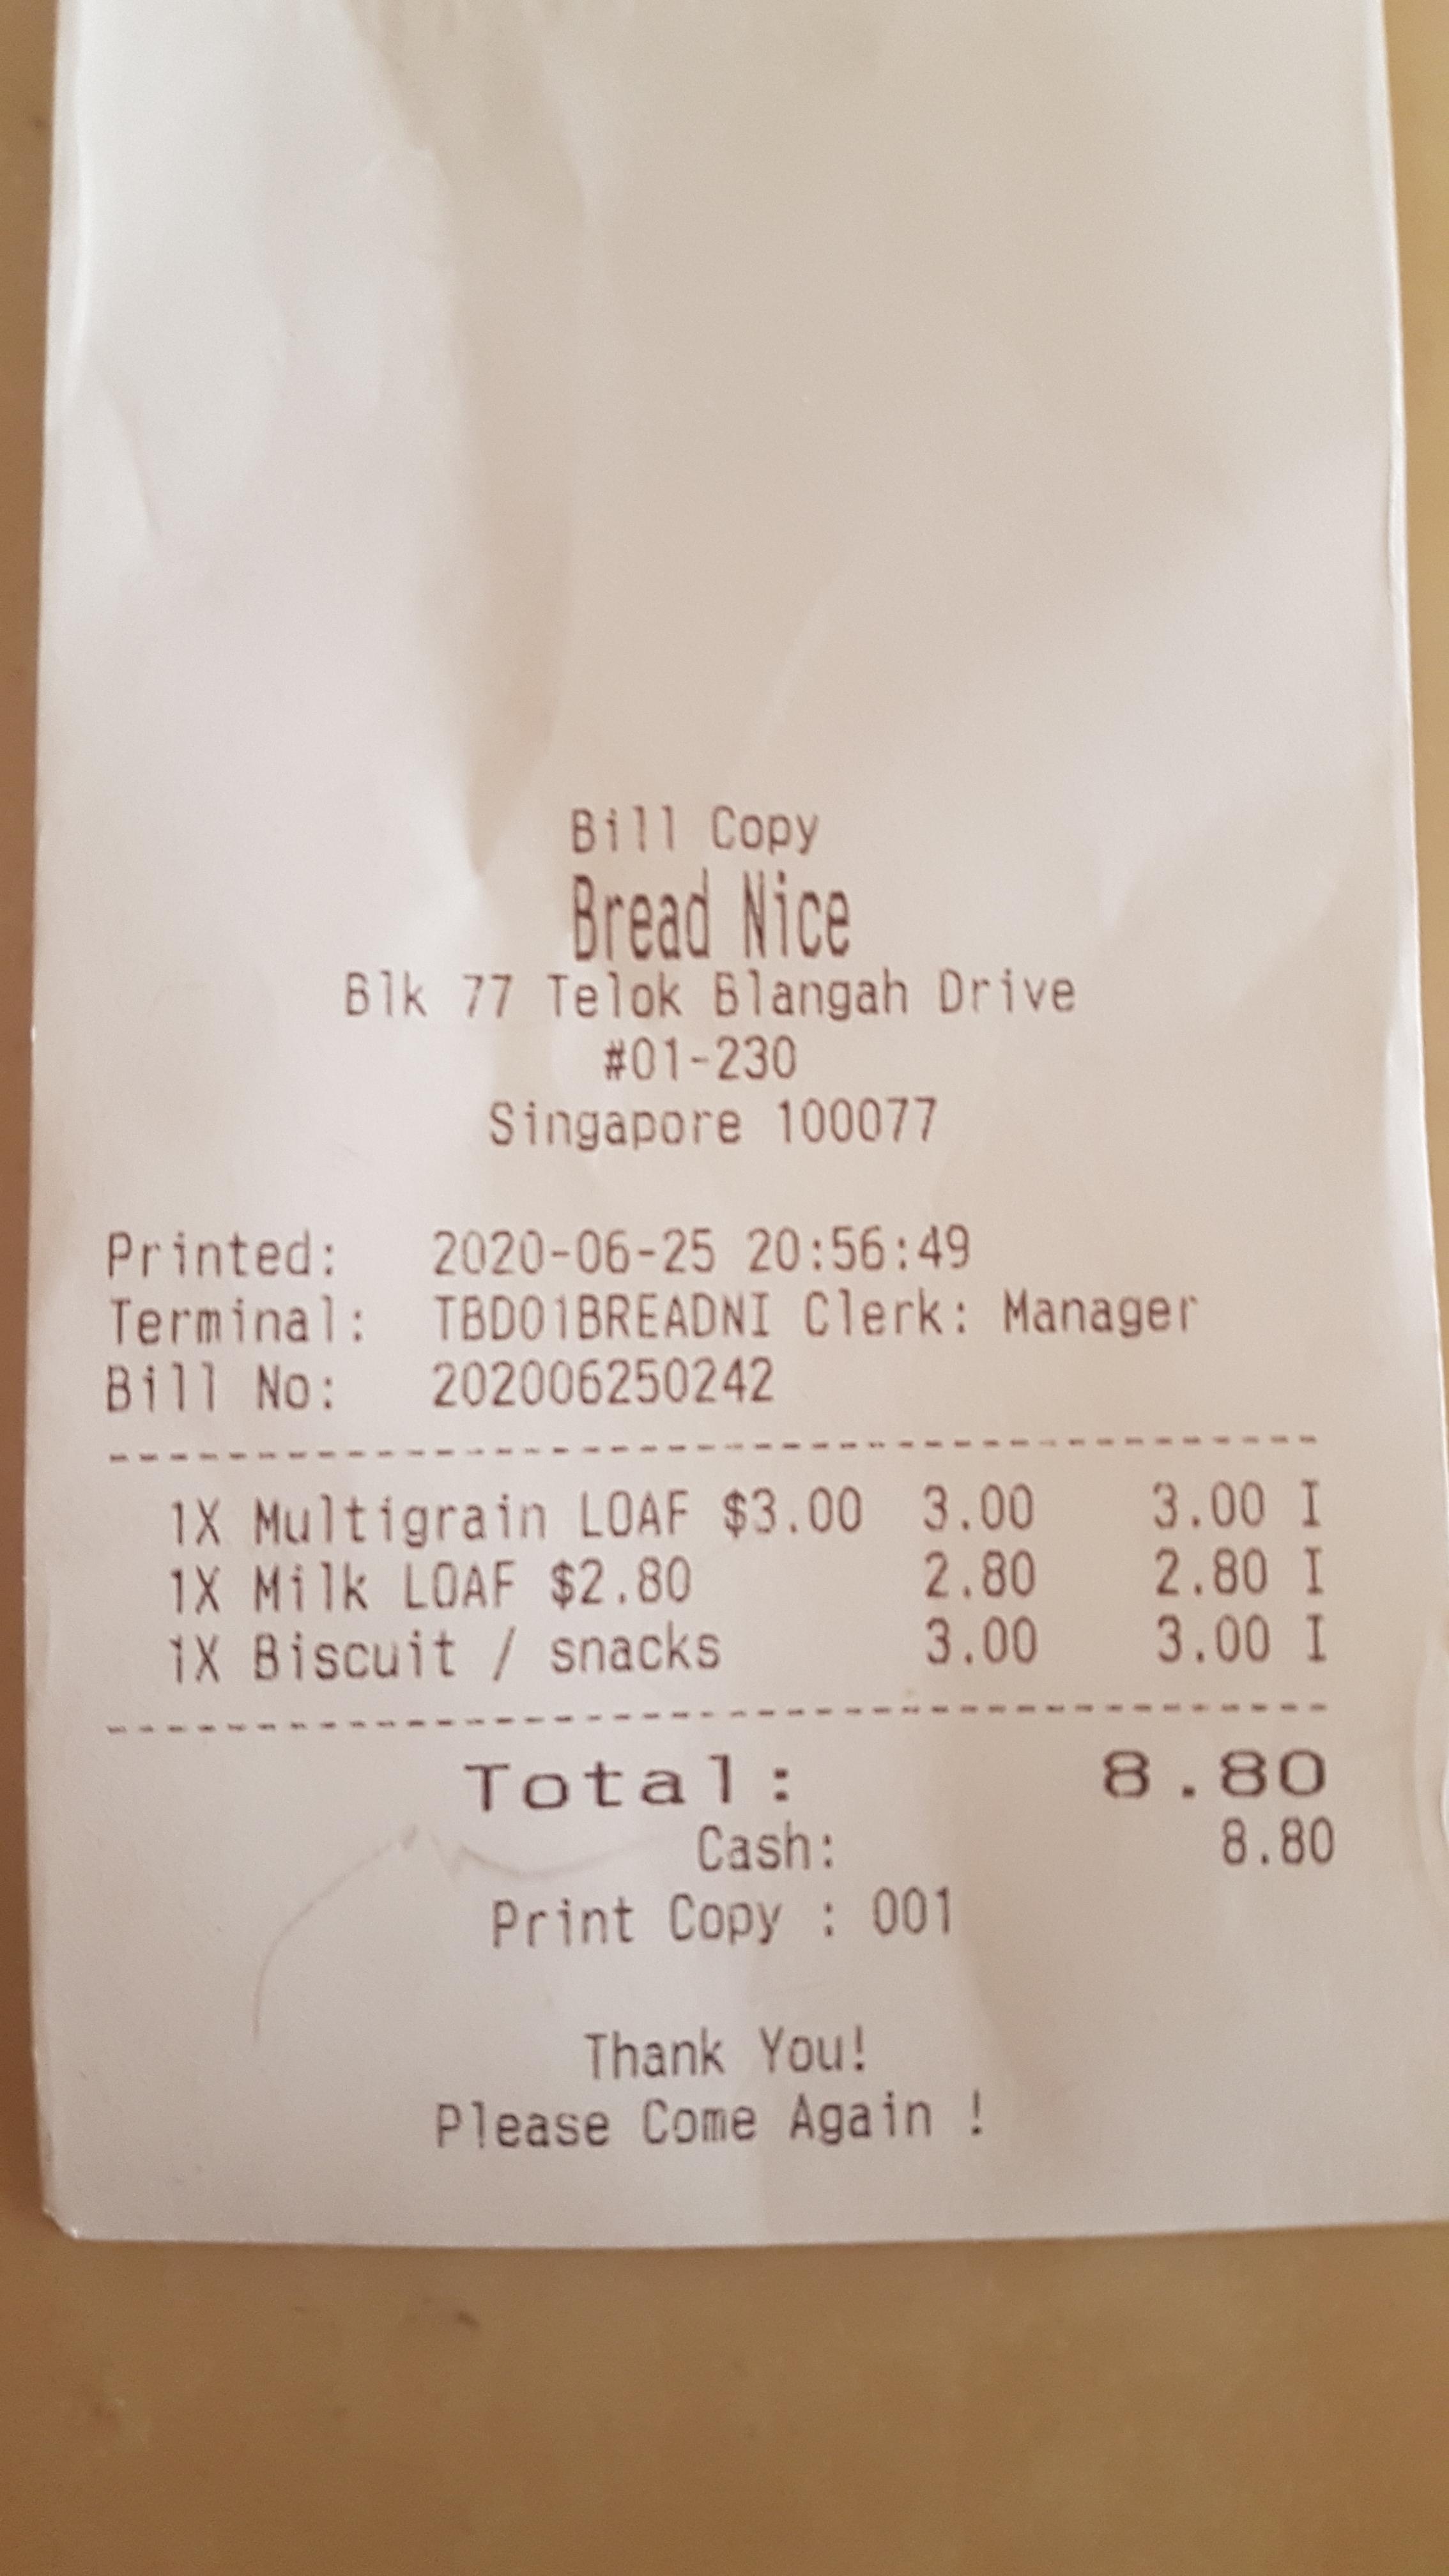 Bill Copy
Bread Nice
Blk 77 Telok Blangah Drive
#01-230
Singapore 100077
Printed: 2020-06-25 20:56:49
Terminal: TBD01BREADNI Clerk: Manager
Bill No: 202006250242
--------------------------------------------
1X Multigrain LOAF $3.00 3.00 3.00 I
1X Milk LOAF $2.80 2.80 2.80 I
1X Biscuit / snacks 3.00 3.00 I
--------------------------------------------
Total: 8.80
Cash: 8.80
Print Copy : 001
Thank You!
Please Come Again !